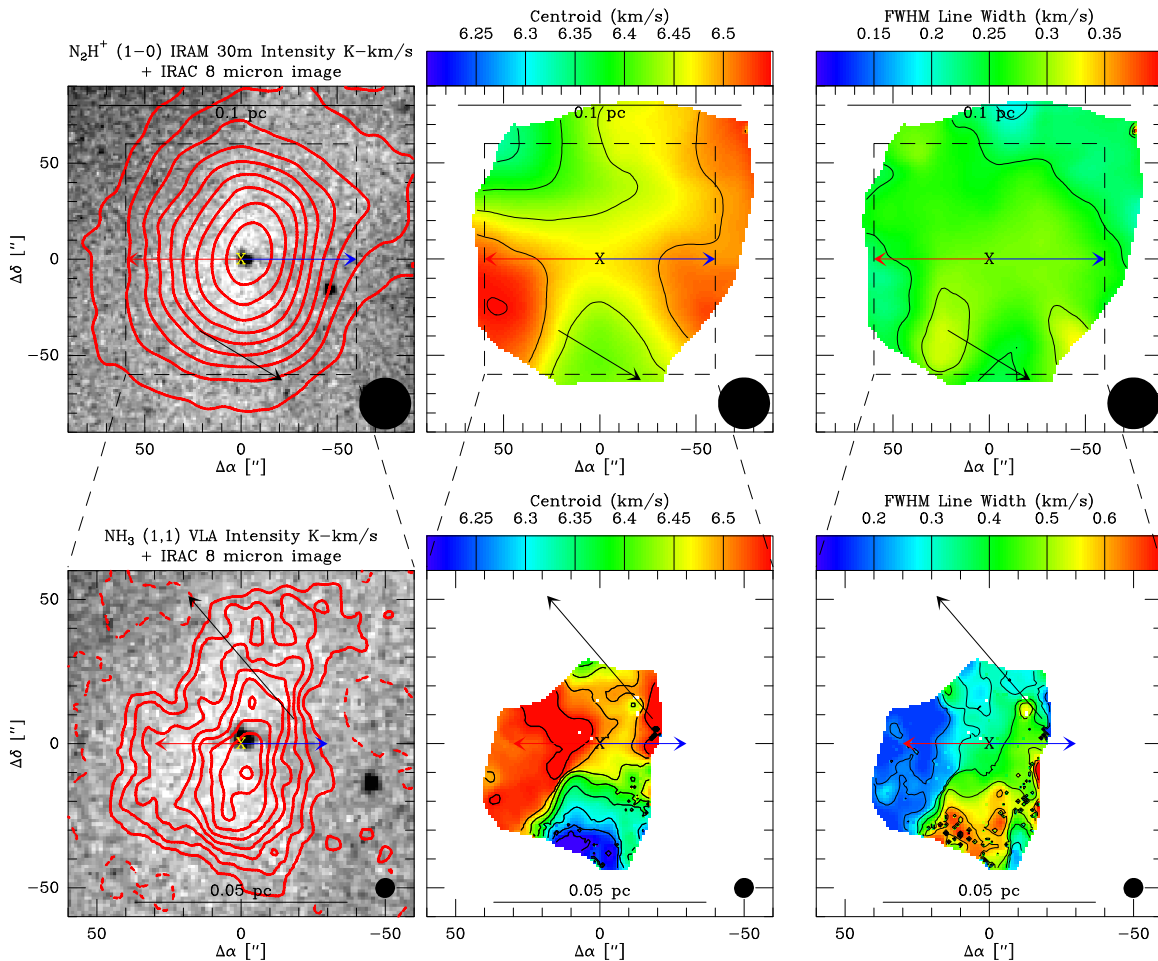 Centroid (km/s)
6.25 6.3 6.35 6.4 6.45 6.5
FWHM Line Width (km/s)
0.15 0.2 0.25 0.3 0.35
N₂H⁺ (1−0) IRAM 30m Intensity K−km/s
+ IRAC 8 micron image
0.1 pc
0.1 pc
0.1 pc
50
0
−50
Δδ [″]
X
X
X
50 0 −50
50 0 −50
50 0 −50
Δα [″]
Δα [″]
Δα [″]
Centroid (km/s)
6.25 6.3 6.35 6.4 6.45 6.5
FWHM Line Width (km/s)
0.2 0.3 0.4 0.5 0.6
NH₃ (1,1) VLA Intensity K−km/s
+ IRAC 8 micron image
50
0
−50
Δδ [″]
X
X
X
0.05 pc
0.05 pc
0.05 pc
50 0 −50
50 0 −50
50 0 −50
Δα [″]
Δα [″]
Δα [″]